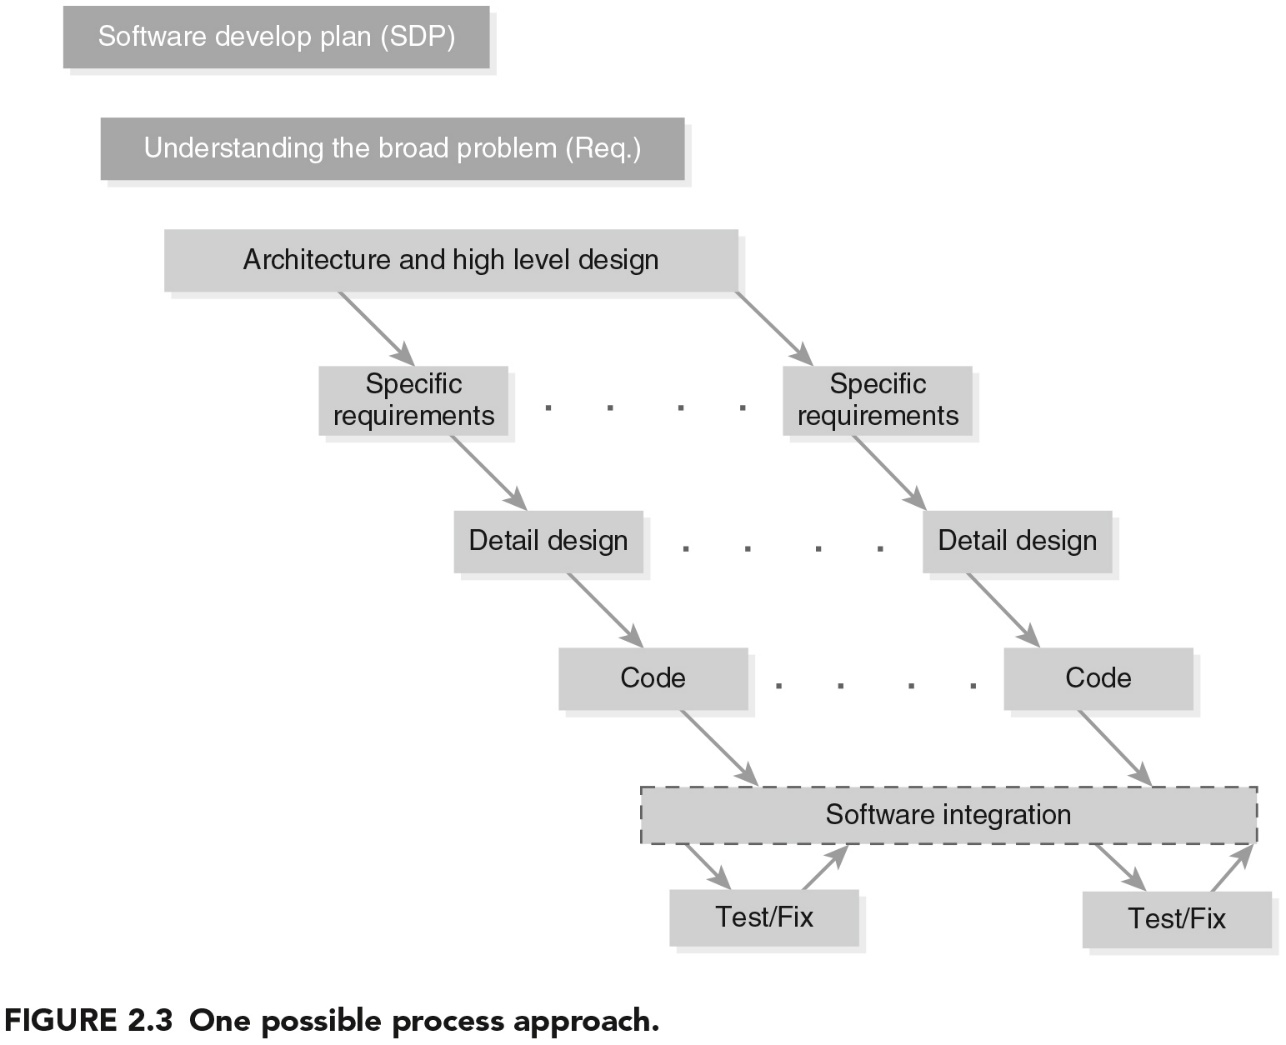 Software develop plan (SDP)
Understanding the broad problem (Req.)
Architecture and high level design
Specific
requirements
Specific
requirements
Detail design
Detail design
Code
Code
Software integration
Test/Fix
Test/Fix
FIGURE 2.3 One possible process approach.